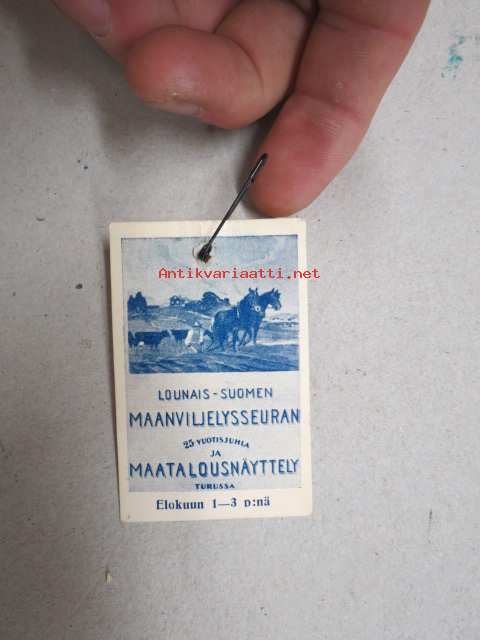 Antikvariaatti.net
LOUNAIS-SUOMEN
MAANVILJELYSSEURAN
25 VUOTISJUHLA
JA
MAATALOUSNÄYTTELY
TURUSSA
Elokuun 1—3 p:nä